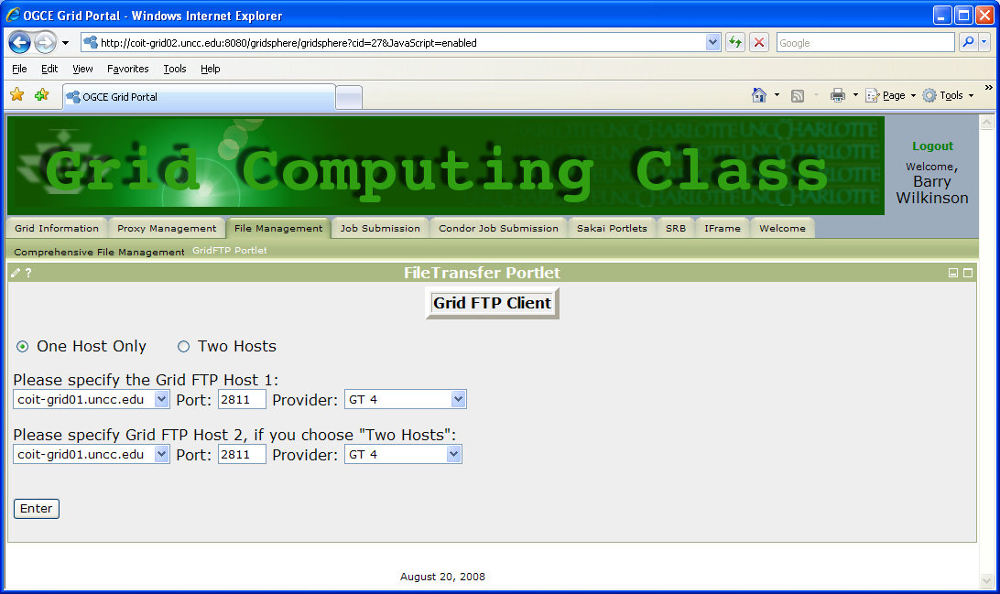 OGCE Grid Portal - Windows Internet Explorer
http://coit-grid02.uncc.edu:8080/gridsphere/gridsphere?cid=27&JavaScript=enabled
Google
File Edit View Favorites Tools Help
OGCE Grid Portal
Page Tools
Grid Computing Class
UNCC CHARLOTTE
Logout
Welcome,
Barry
Wilkinson
Grid Information Proxy Management File Management Job Submission Condor Job Submission Sakai Portlets SRB IFrame Welcome
Comprehensive File Management GridFTP Portlet
? FileTransfer Portlet
Grid FTP Client
One Host Only Two Hosts
Please specify the Grid FTP Host 1:
coit-grid01.uncc.edu Port: 2811 Provider: GT 4
Please specify Grid FTP Host 2, if you choose "Two Hosts":
coit-grid01.uncc.edu Port: 2811 Provider: GT 4
Enter
August 20, 2008